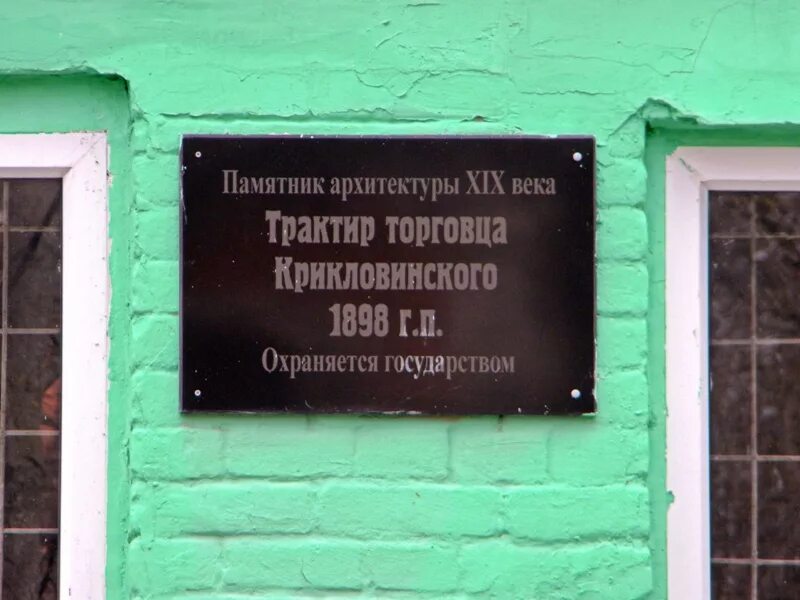 Памятник архитектуры XIX века
Трактир торговца
Крикловинского
1898 г.п.
Охраняется государством